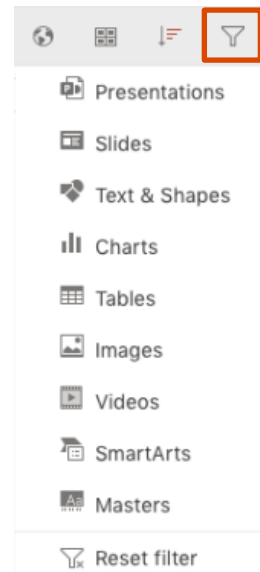 Presentations
Slides
Text & Shapes
Charts
Tables
Images
Videos
SmartArts
Masters
Reset filter